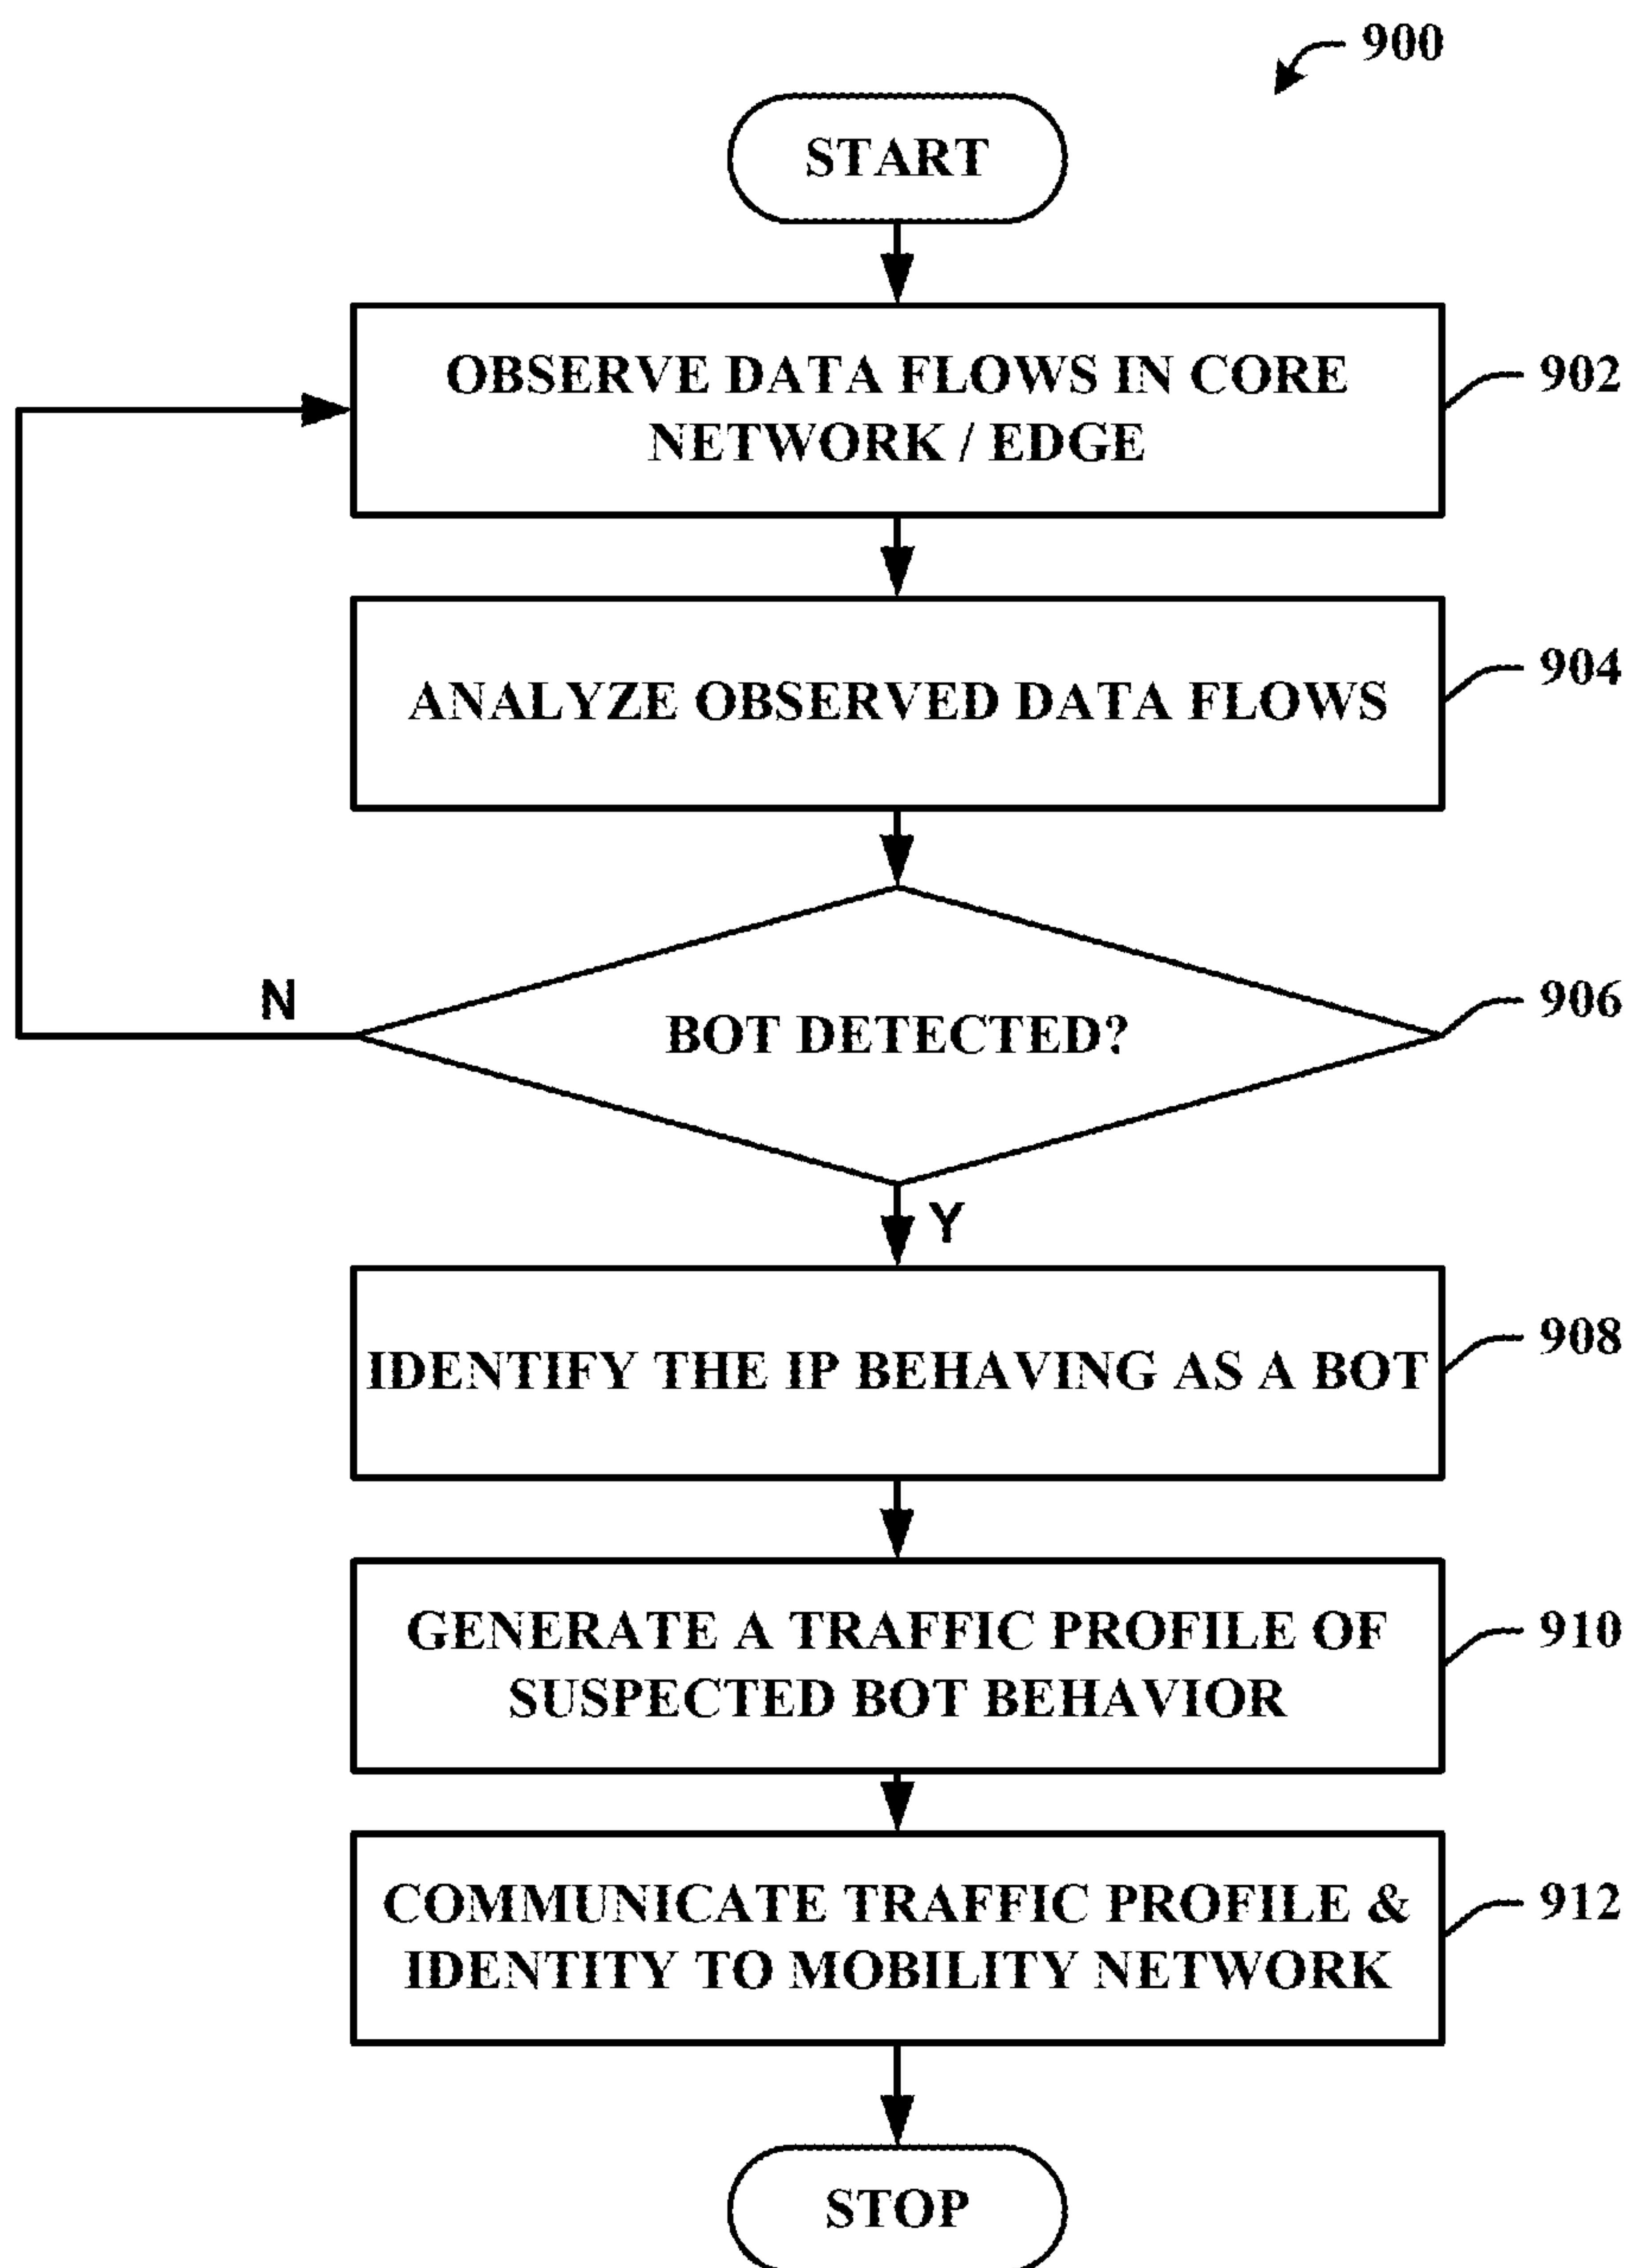 900
START
OBSERVE DATA FLOWS IN CORE
NETWORK / EDGE
902
ANALYZE OBSERVED DATA FLOWS
904
BOT DETECTED?
906
N
Y
IDENTIFY THE IP BEHAVING AS A BOT
908
GENERATE A TRAFFIC PROFILE OF
SUSPECTED BOT BEHAVIOR
910
COMMUNICATE TRAFFIC PROFILE &
IDENTITY TO MOBILITY NETWORK
912
STOP